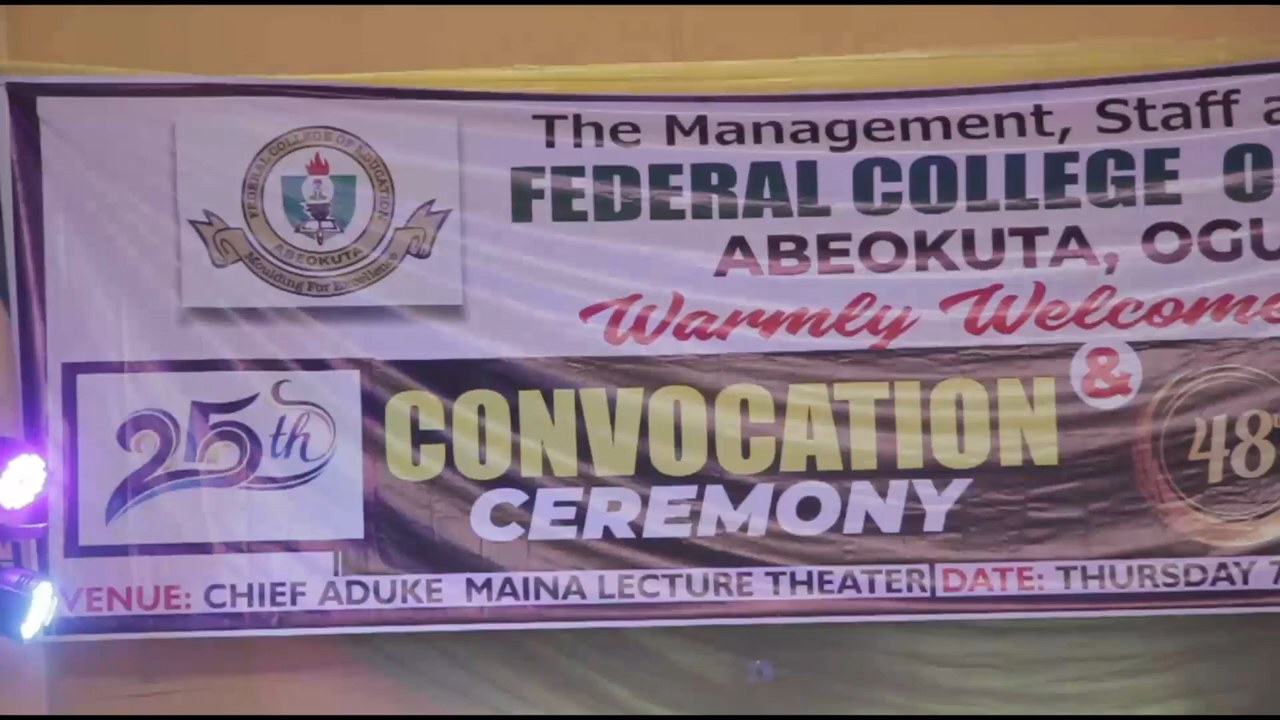 The Management, Staff a
FEDERAL COLLEGE O
ABEOKUTA, OGU
Warmly Welcome
FEDERAL COLLEGE OF EDUCATION
ABEOKUTA
Moulding For Excellence
&
25th
CONVOCATION
CEREMONY
48
VENUE: CHIEF ADUKE MAINA LECTURE THEATER DATE: THURSDAY 7